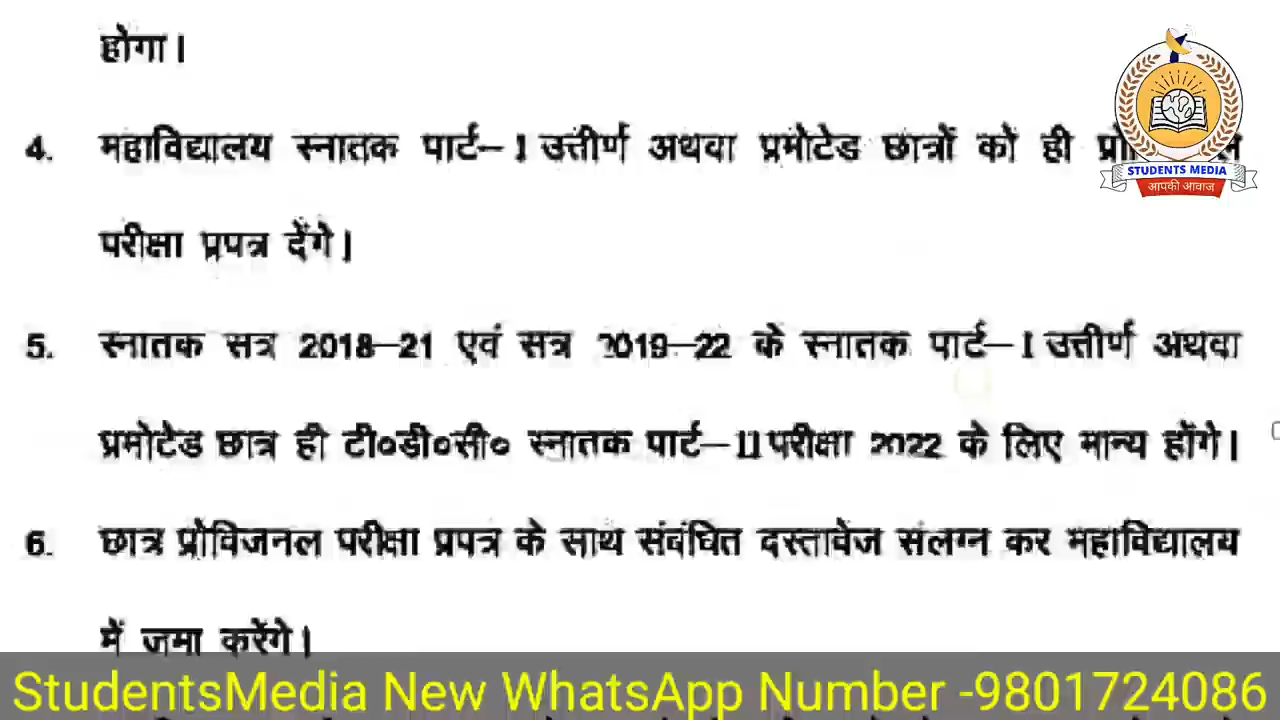 होगा।
4. महाविद्यालय स्नातक पार्ट–I उत्तीर्ण अथवा प्रमोटेड छात्रों को ही
परीक्षा प्रपत्र देंगे।
5. स्नातक सत्र 2018–21 एवं सत्र 2019–22 के स्नातक पार्ट–I उत्तीर्ण अथवा
प्रमोटेड छात्र ही टी०डी०सी० स्नातक पार्ट–II परीक्षा 2022 के लिए मान्य होंगे।
6. छात्र प्रोविजनल परीक्षा प्रपत्र के साथ संबंधित दस्तावेज संलग्न कर महाविद्यालय
में जमा करेंगे।
STUDENTS MEDIA
आपकी आवाज
StudentsMedia New WhatsApp Number -9801724086